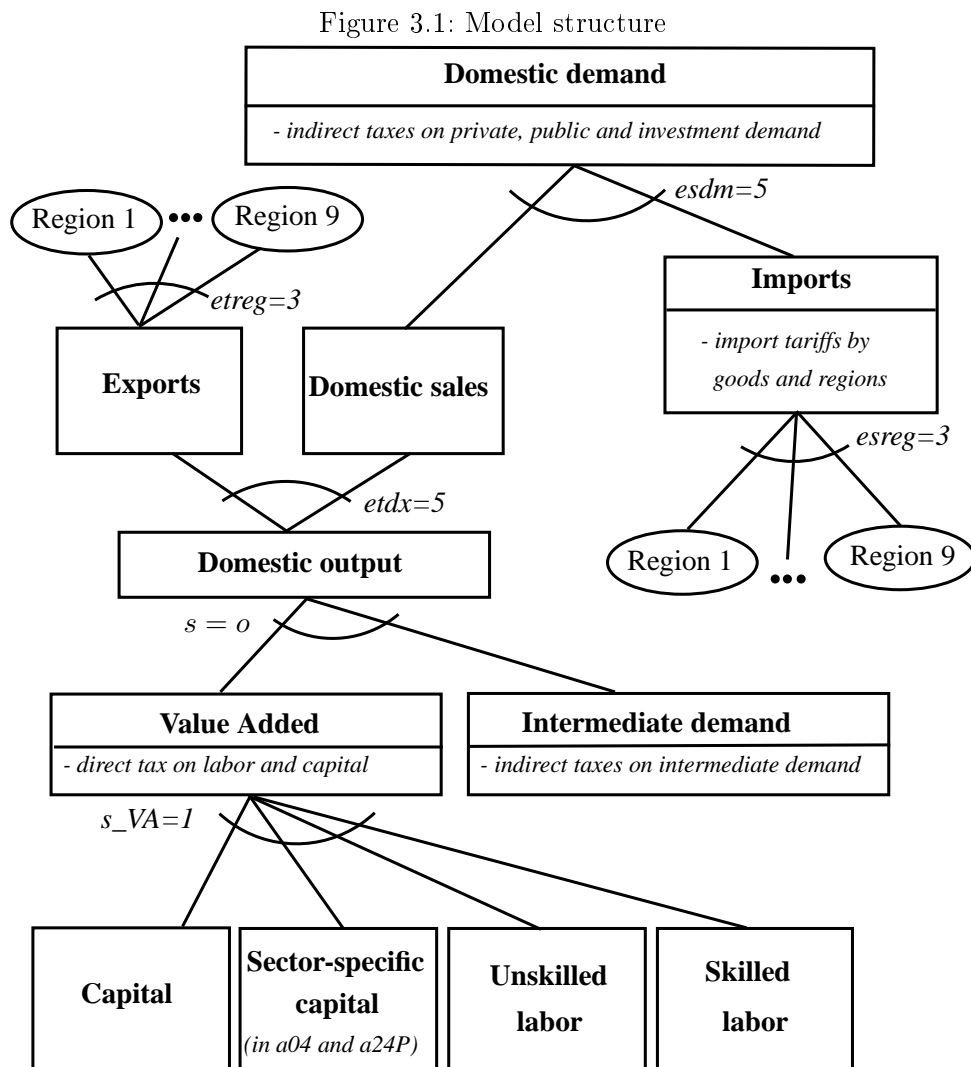 Figure 3.1: Model structure
Domestic demand
- indirect taxes on private, public and investment demand
esdm=5
Region 1
•••
Region 9
etreg=3
Imports
- import tariffs by
goods and regions
esreg=3
Exports
Domestic sales
etdx=5
Region 1
•••
Region 9
Domestic output
s = o
Value Added
- direct tax on labor and capital
Intermediate demand
- indirect taxes on intermediate demand
s_VA=1
Capital
Sector-specific
capital
(in a04 and a24P)
Unskilled
labor
Skilled
labor